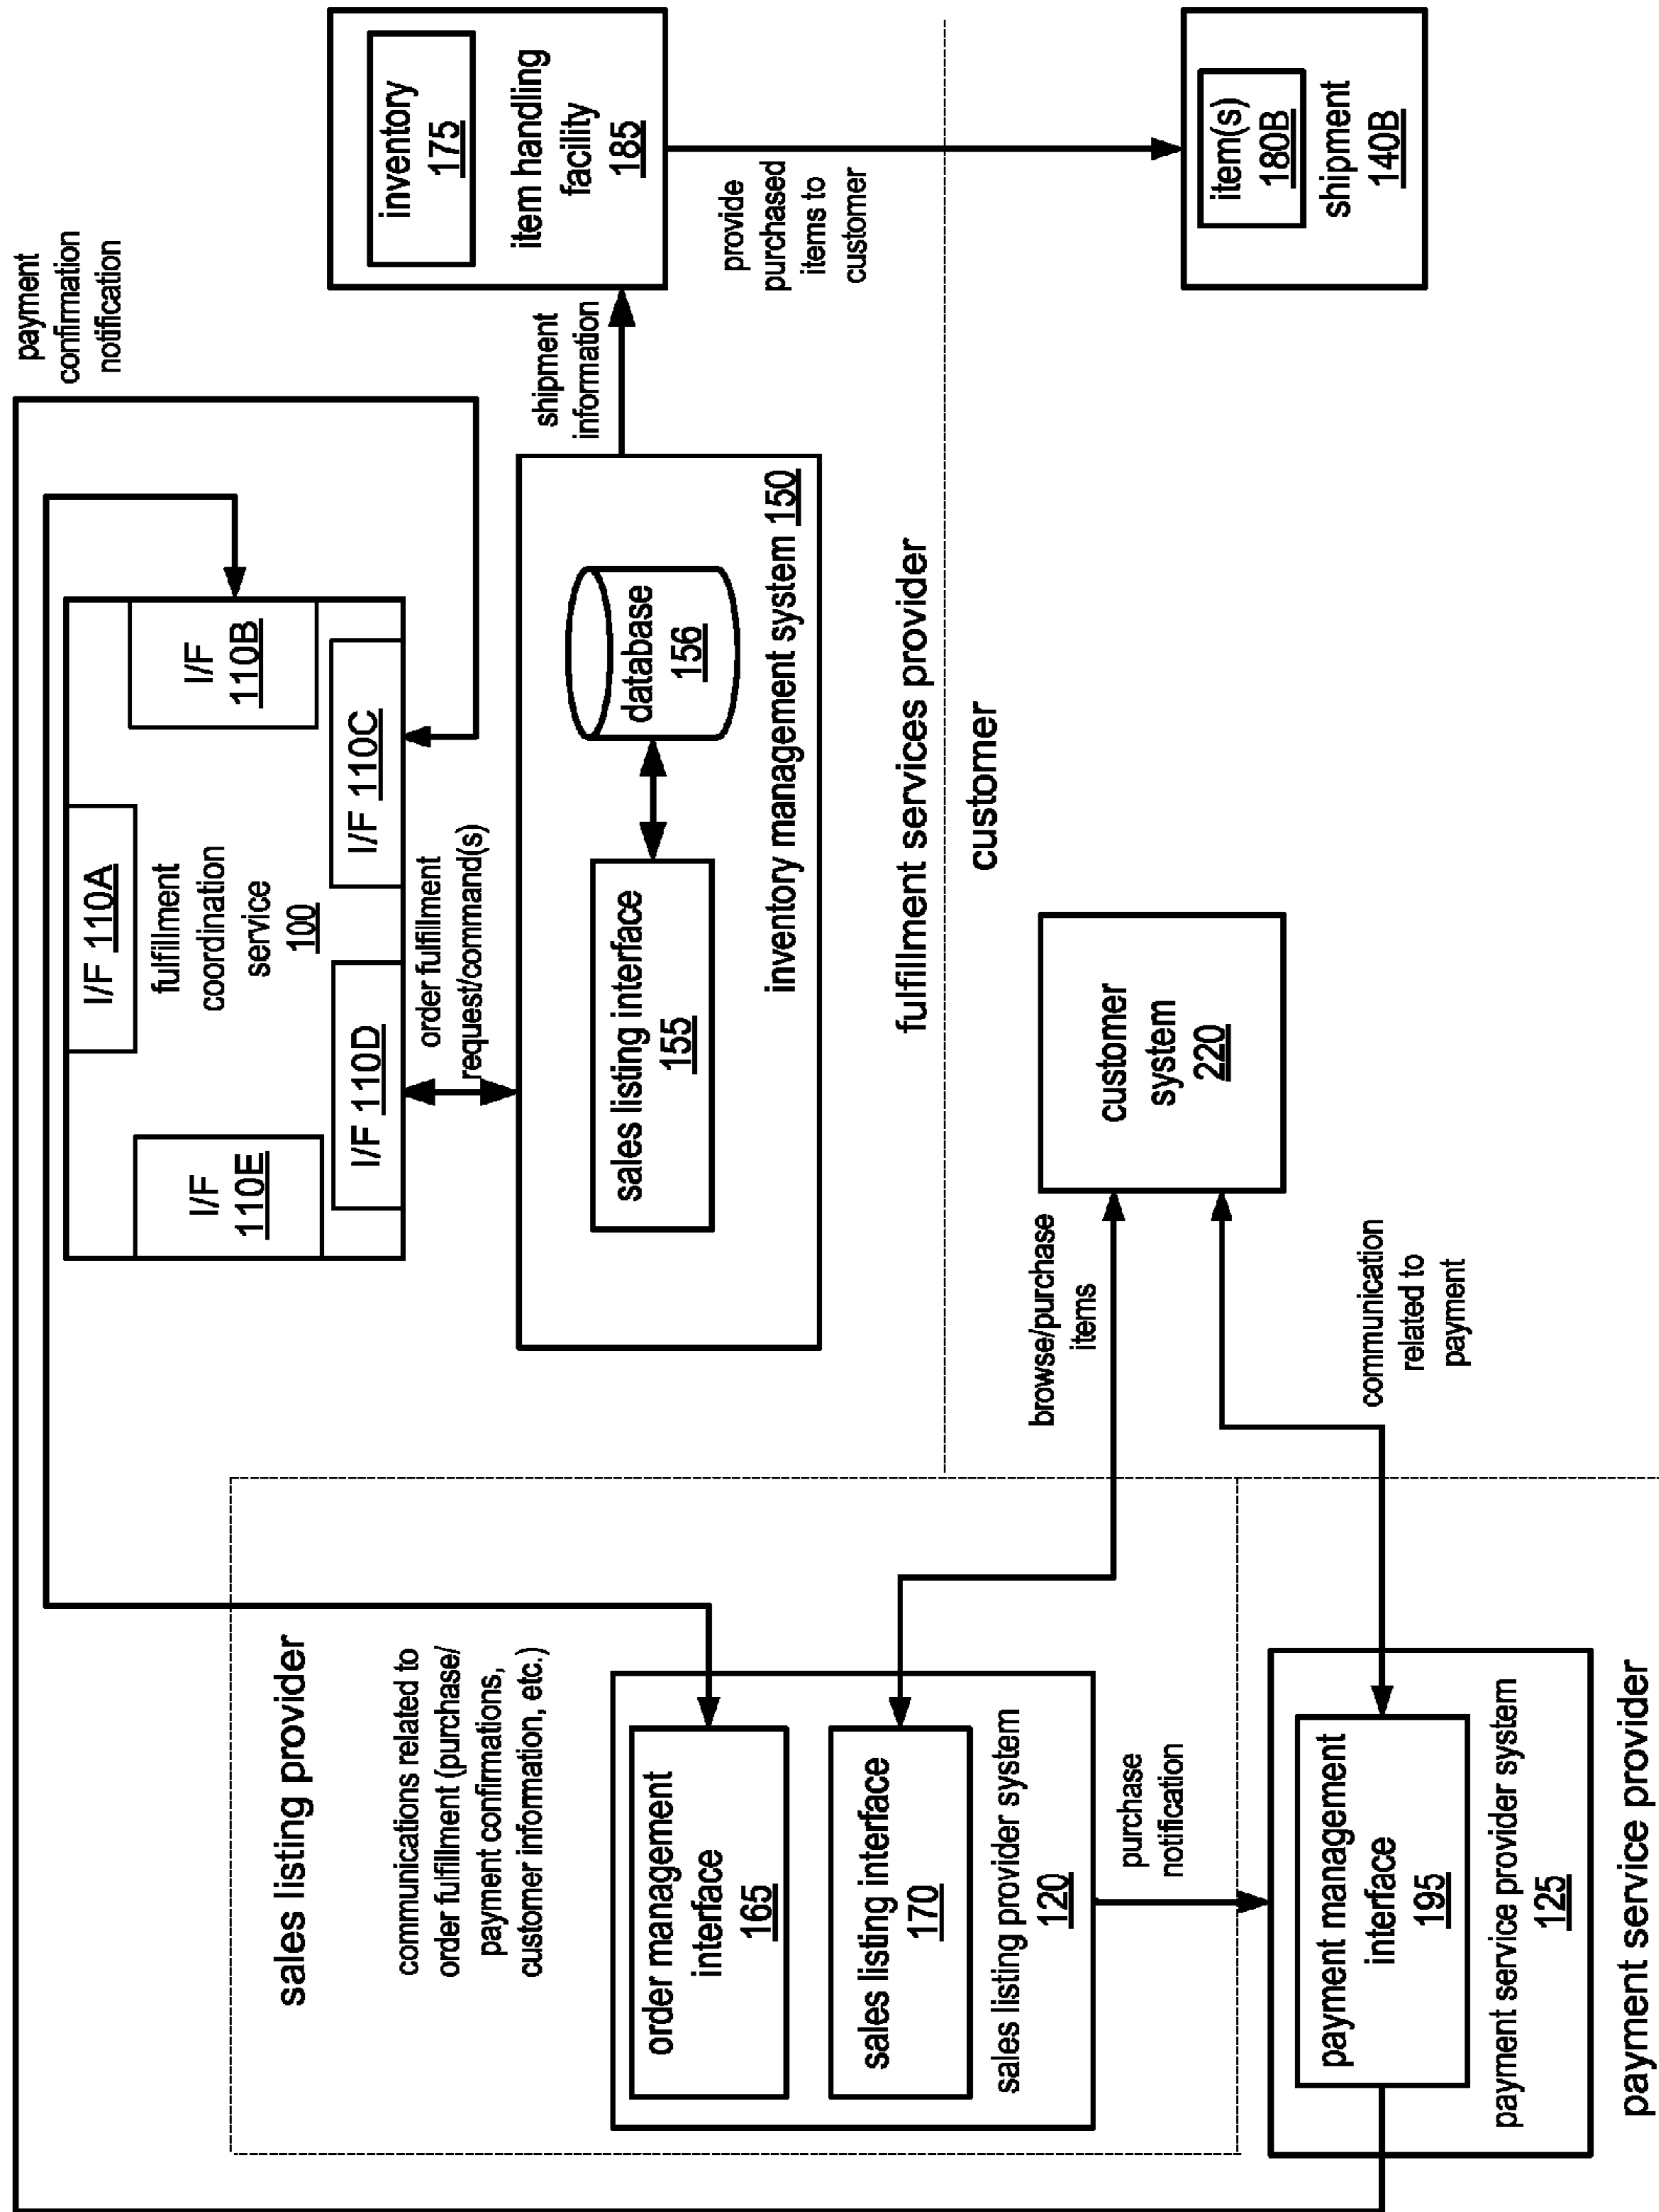 sales listing provider
communications related to
order fulfillment (purchase/
payment confirmations,
customer information, etc.)
order management
interface
165
sales listing interface
170
sales listing provider system
120
purchase
notification
payment management
interface
195
payment service provider system
125
payment service provider
payment
confirmation
notification
I/F 110A
I/F
110B
I/F 110C
I/F 110D
I/F
110E
fulfillment
coordination
service
100
order fulfillment
request/command(s)
sales listing interface
155
database
156
inventory management system 150
shipment
information
inventory
175
item handling
facility
185
provide
purchased
items to
customer
fulfillment services provider
customer
browse/purchase
items
customer
system
220
communication
related to
payment
item(s)
180B
shipment
140B